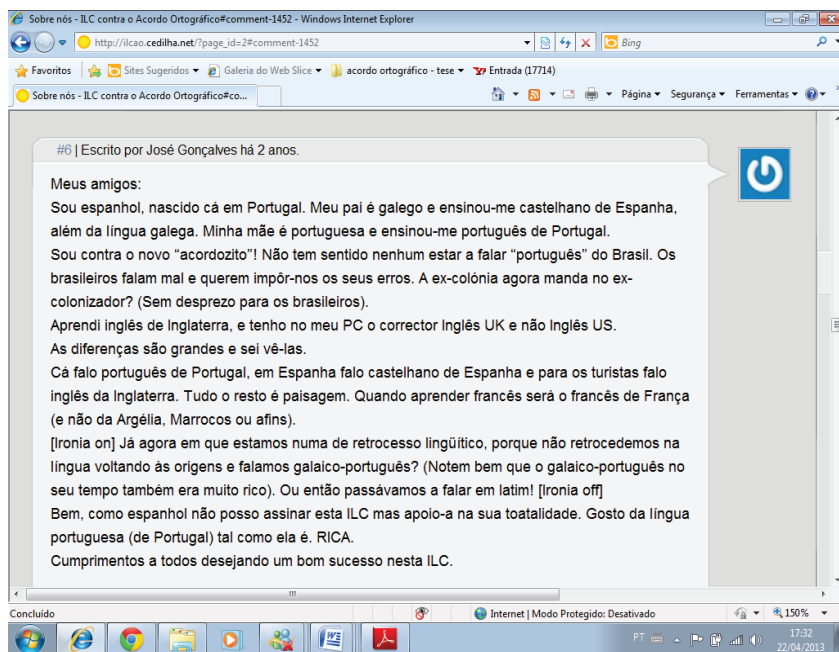 Sobre nós - ILC contra o Acordo Ortográfico#comment-1452 - Windows Internet Explorer
http://ilcao.cedilha.net/?page_id=2#comment-1452
Bing
Favoritos Sites Sugeridos Galeria do Web Slice acordo ortográfico - tese Entrada (17714)
Sobre nós - ILC contra o Acordo Ortográfico#co... Página Segurança Ferramentas
#6 | Escrito por José Gonçalves há 2 anos.
Meus amigos:
Sou espanhol, nascido cá em Portugal. Meu pai é galego e ensinou-me castelhano de Espanha,
além da língua galega. Minha mãe é portuguesa e ensinou-me português de Portugal.
Sou contra o novo “acordozito”! Não tem sentido nenhum estar a falar “português” do Brasil. Os
brasileiros falam mal e querem impôr-nos os seus erros. A ex-colónia agora manda no ex-
colonizador? (Sem desprezo para os brasileiros).
Aprendi inglês de Inglaterra, e tenho no meu PC o corrector Inglês UK e não Inglês US.
As diferenças são grandes e sei vê-las.
Cá falo português de Portugal, em Espanha falo castelhano de Espanha e para os turistas falo
inglês da Inglaterra. Tudo o resto é paisagem. Quando aprender francês será o francês de França
(e não da Argélia, Marrocos ou afins).
[Ironia on] Já agora em que estamos numa de retrocesso lingüítico, porque não retrocedemos na
língua voltando às origens e falamos galaico-português? (Notem bem que o galaico-português no
seu tempo também era muito rico). Ou então passávamos a falar em latim! [Ironia off]
Bem, como espanhol não posso assinar esta ILC mas apoio-a na sua toatalidade. Gosto da língua
portuguesa (de Portugal) tal como ela é. RICA.
Cumprimentos a todos desejando um bom sucesso nesta ILC.
Concluído Internet | Modo Protegido: Desativado 150%
PT 17:32
22/04/2013